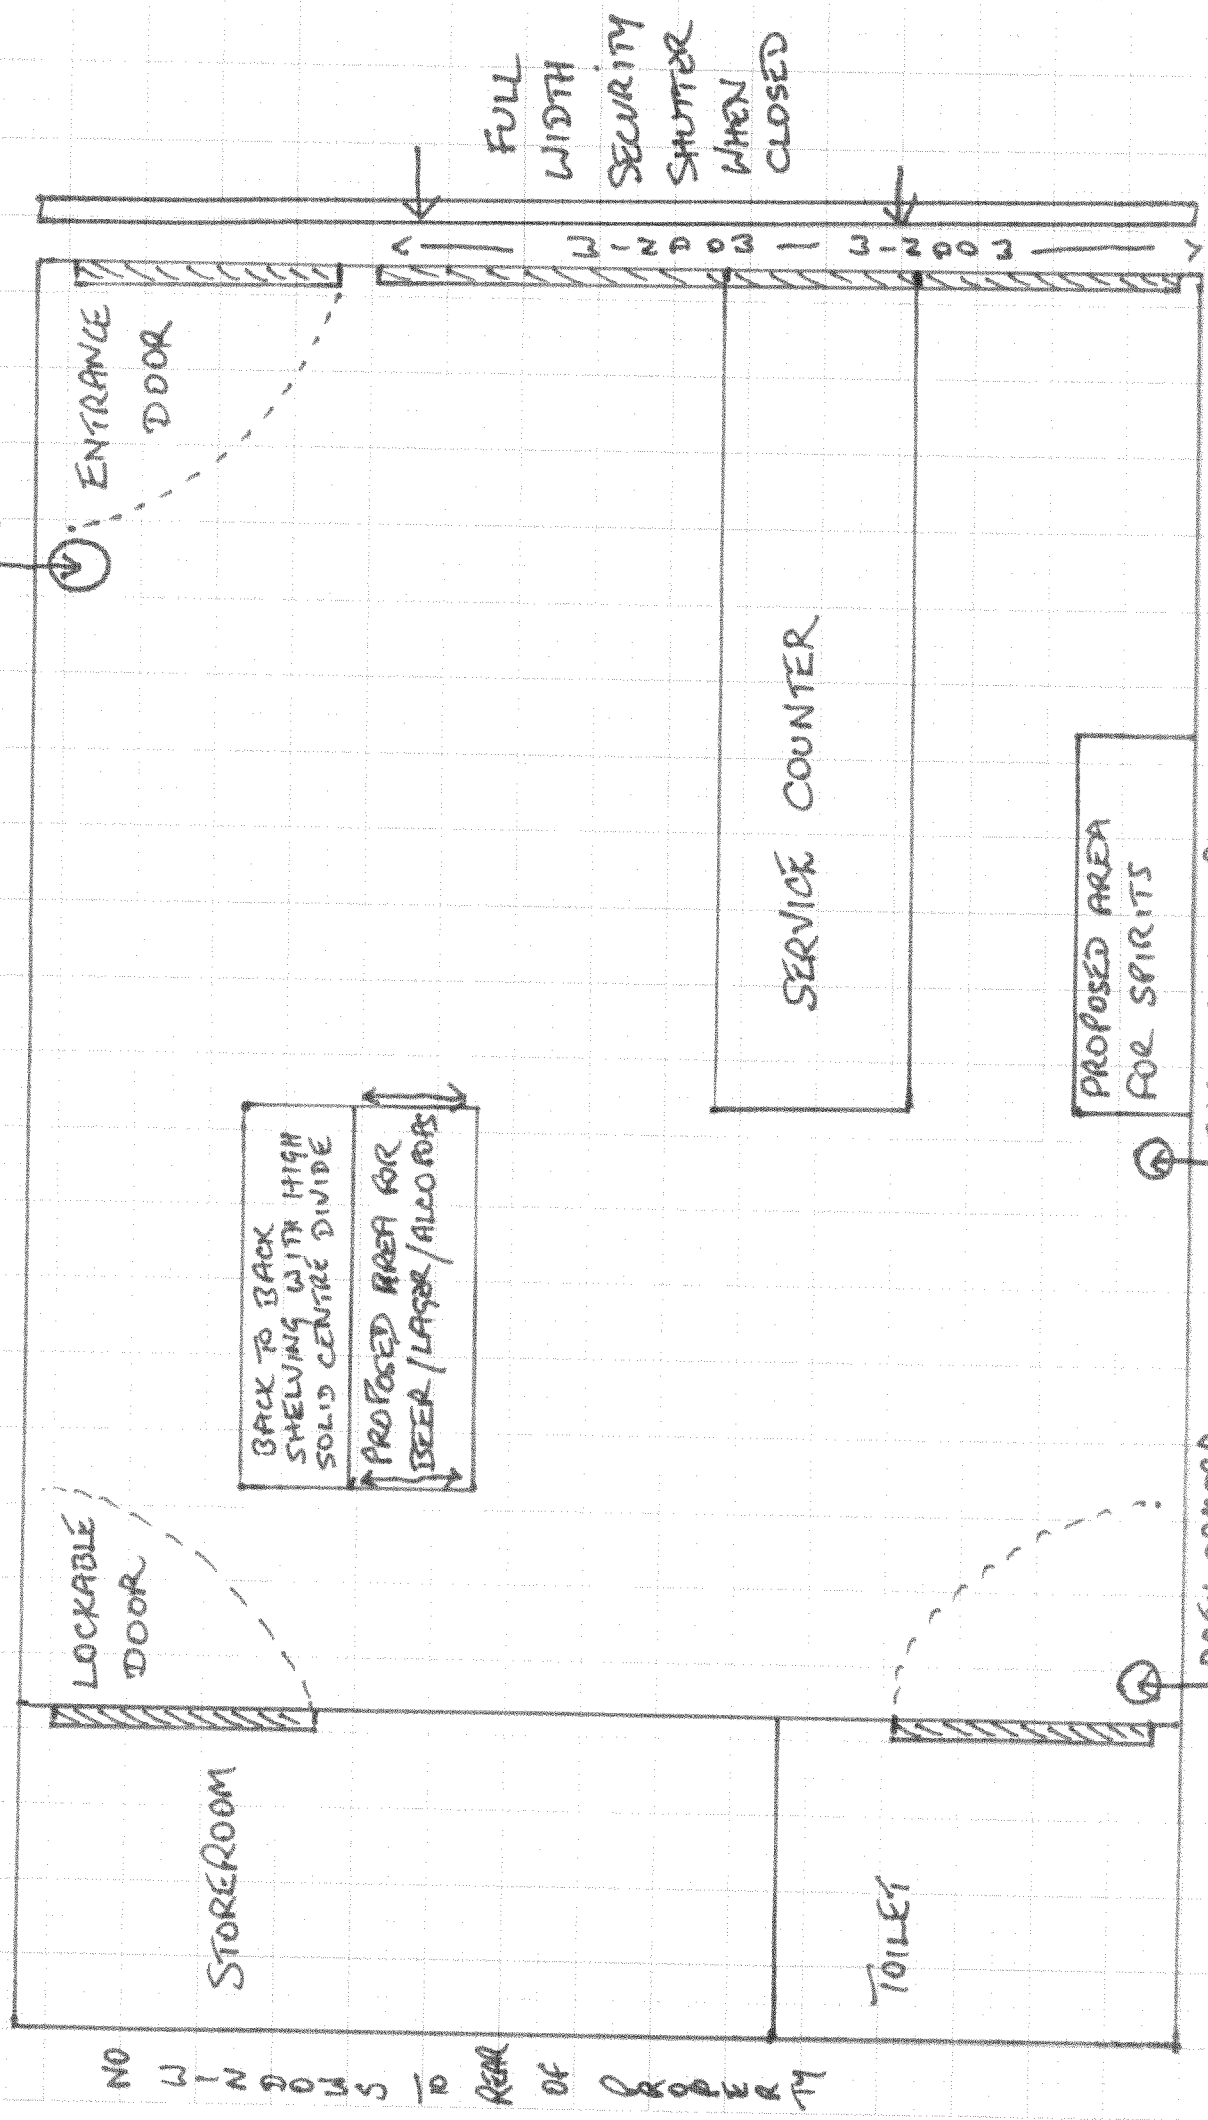 FULL
WIDTH
SECURITY
SHUTTER
WHEN
CLOSED
WINDOW — WINDOW
ENTRANCE
DOOR
SERVICE COUNTER
PROPOSED AREA
FOR SPIRITS
BACK TO BACK
SHELVING WITH HIGH
SOLID CENTRE DIVIDE
PROPOSED AREA FOR
BEER/LAGER/ALCOPOPS
LOCKABLE
DOOR
STOREROOM
TOILET
NO WINDOWS TO REAR OF PROPERTY